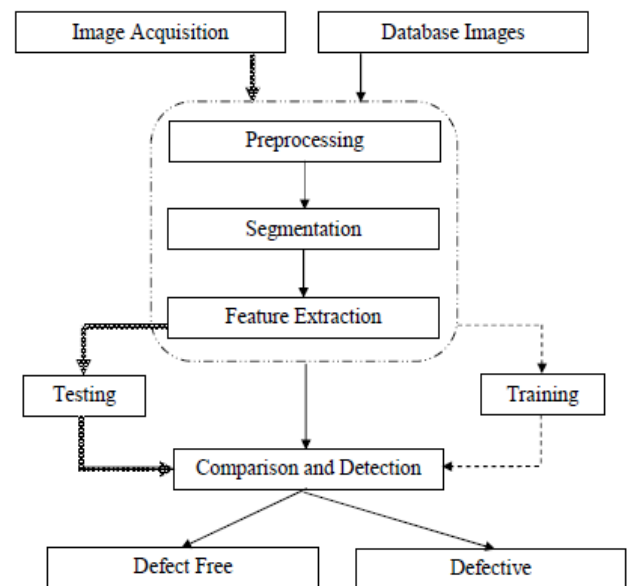 Image Acquisition
Database Images
Preprocessing
Segmentation
Feature Extraction
Testing
Training
Comparison and Detection
Defect Free
Defective